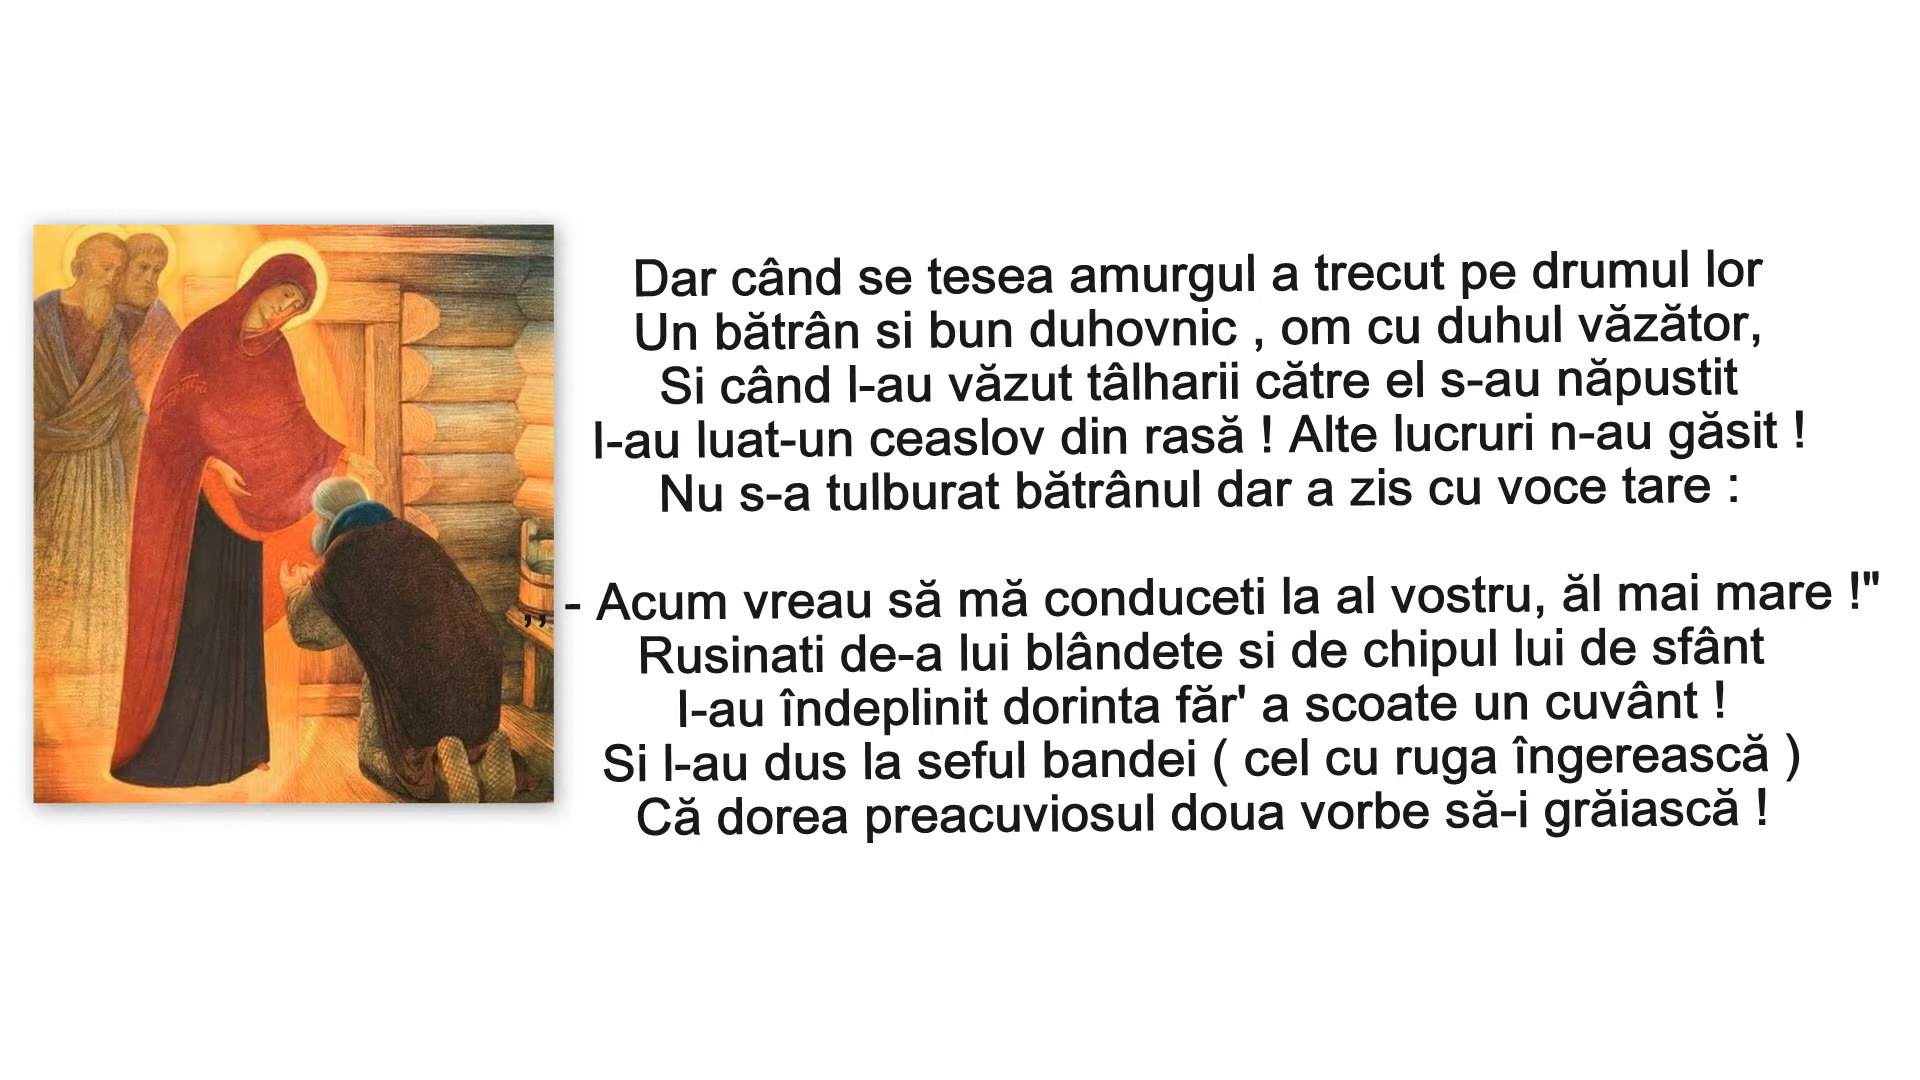 Dar când se tesea amurgul a trecut pe drumul lor
Un bătrân si bun duhovnic , om cu duhul văzător,
Si când l-au văzut tâlharii către el s-au năpustit
I-au luat-un ceaslov din rasă ! Alte lucruri n-au găsit !
Nu s-a tulburat bătrânul dar a zis cu voce tare :
,, - Acum vreau să mă conduceti la al vostru, ăl mai mare !"
Rusinati de-a lui blândete si de chipul lui de sfânt
I-au îndeplinit dorinta făr' a scoate un cuvânt !
Si l-au dus la seful bandei ( cel cu ruga îngerească )
Că dorea preacuviosul doua vorbe să-i grăiască !